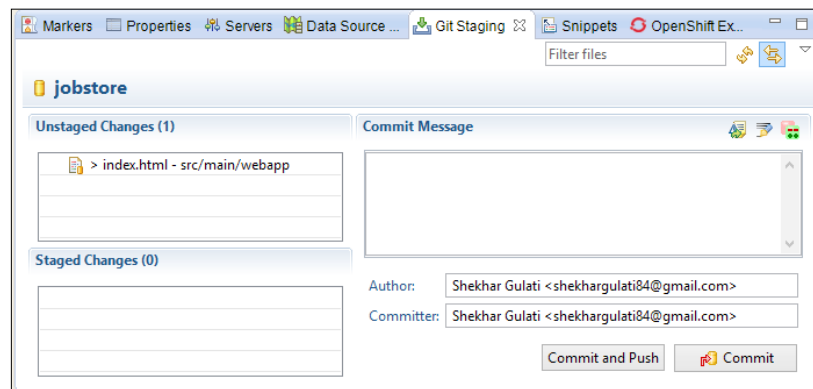 Markers Properties Servers Data Source ... Git Staging Snippets OpenShift Ex...
Filter files
jobstore
Unstaged Changes (1)
> index.html - src/main/webapp
Staged Changes (0)
Commit Message
Author: Shekhar Gulati <shekhargulati84@gmail.com>
Committer: Shekhar Gulati <shekhargulati84@gmail.com>
Commit and Push Commit